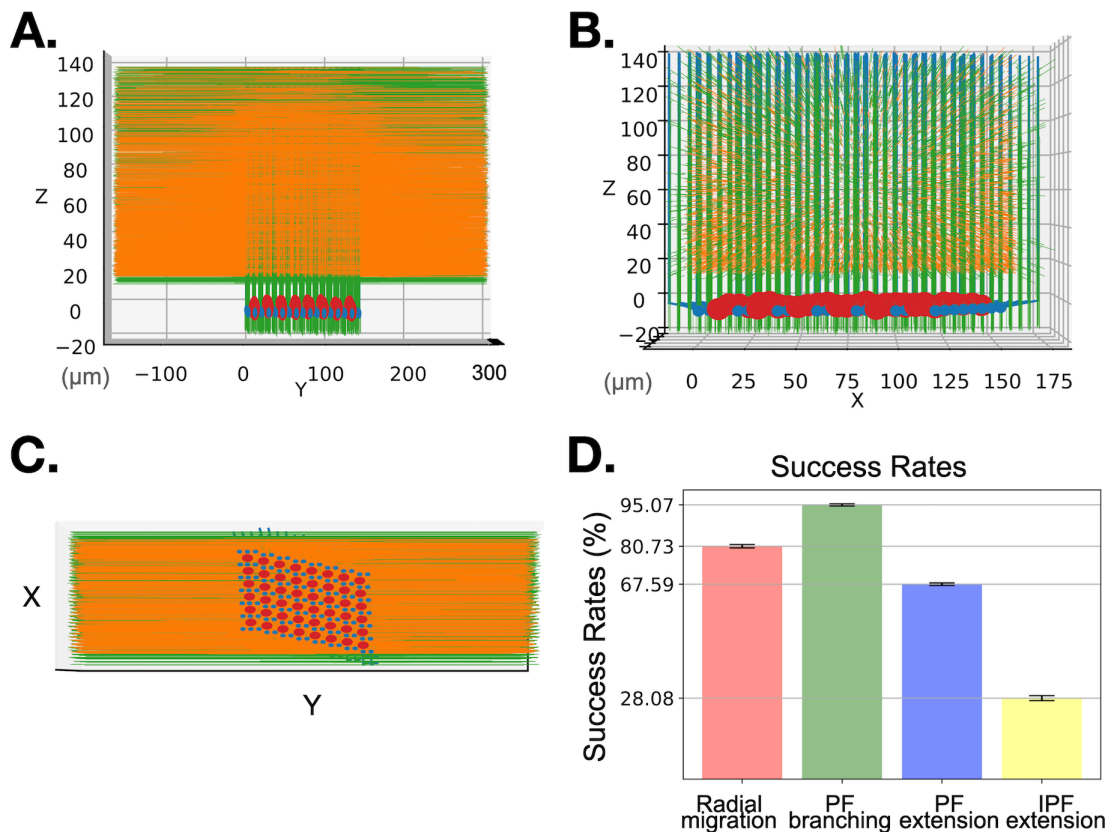 A.
140
120
100
80
60
40
20
0
−20
Z
(μm)
−100
0
100
200
300
Y
B.
140
120
100
80
60
40
20
0
−20
Z
(μm)
0
25
50
75
100
125
150
175
X
C.
X
Y
D.
Success Rates
Success Rates (%)
95.07
80.73
67.59
28.08
Radial
migration
PF
branching
PF
extension
IPF
extension